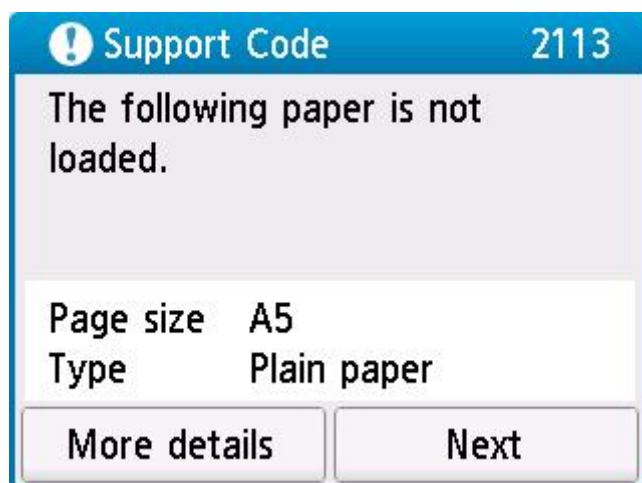 Support Code 2113
The following paper is not
loaded.
Page size A5
Type Plain paper
More details Next